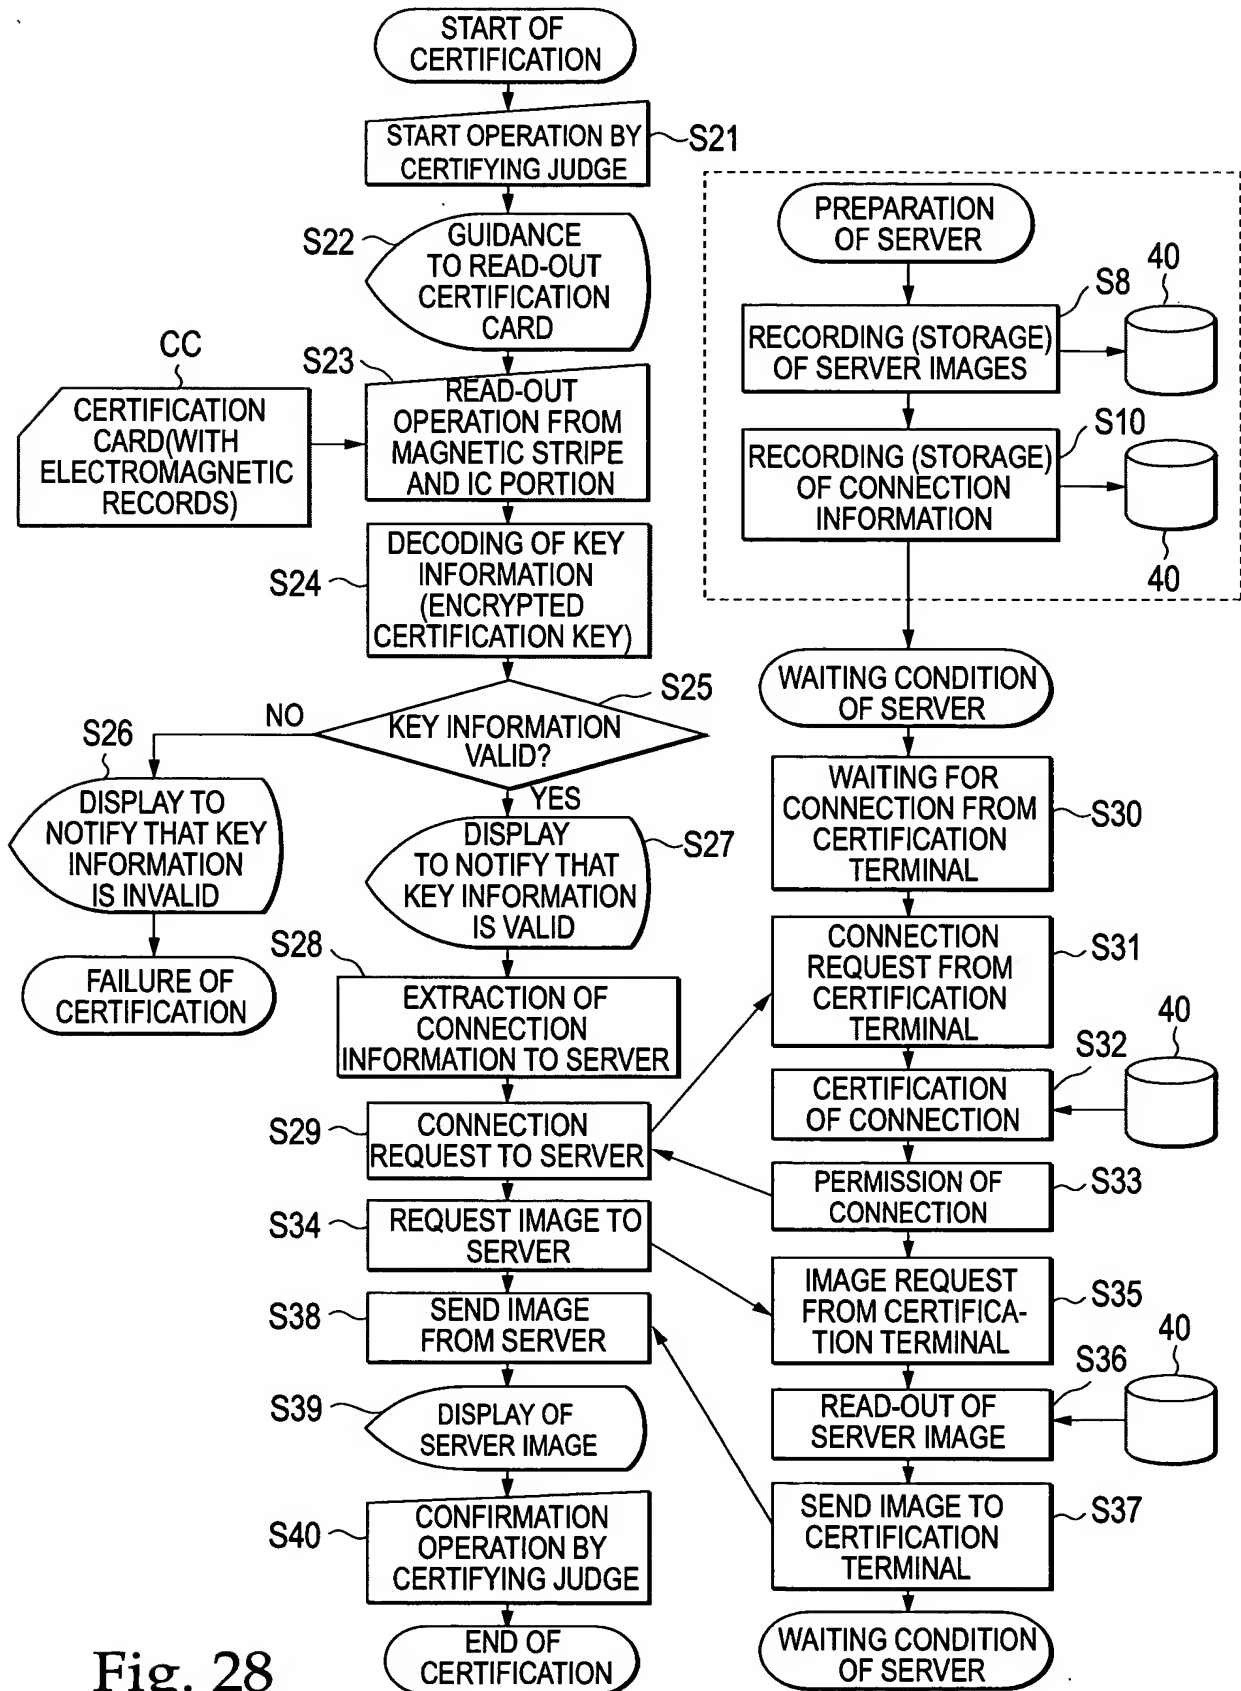 START OF
CERTIFICATION
START OPERATION BY
CERTIFYING JUDGE
S21
S22
GUIDANCE
TO READ-OUT
CERTIFICATION
CARD
CC
CERTIFICATION
CARD(WITH
ELECTROMAGNETIC
RECORDS)
S23
READ-OUT
OPERATION FROM
MAGNETIC STRIPE
AND IC PORTION
S24
DECODING OF KEY
INFORMATION
(ENCRYPTED
CERTIFICATION KEY)
S25
KEY INFORMATION
VALID?
NO
YES
S26
DISPLAY TO
NOTIFY THAT KEY
INFORMATION
IS INVALID
FAILURE OF
CERTIFICATION
DISPLAY
TO NOTIFY THAT
KEY INFORMATION
IS VALID
S27
S28
EXTRACTION OF
CONNECTION
INFORMATION TO SERVER
S29
CONNECTION
REQUEST TO SERVER
S34
REQUEST IMAGE TO
SERVER
S38
SEND IMAGE
FROM SERVER
S39
DISPLAY OF
SERVER IMAGE
S40
CONFIRMATION
OPERATION BY
CERTIFYING JUDGE
END OF
CERTIFICATION
PREPARATION
OF SERVER
S8
40
RECORDING (STORAGE)
OF SERVER IMAGES
S10
RECORDING (STORAGE)
OF CONNECTION
INFORMATION
40
WAITING CONDITION
OF SERVER
WAITING FOR
CONNECTION FROM
CERTIFICATION
TERMINAL
S30
CONNECTION
REQUEST FROM
CERTIFICATION
TERMINAL
S31
S32
40
CERTIFICATION
OF CONNECTION
PERMISSION OF
CONNECTION
S33
IMAGE REQUEST
FROM CERTIFICA-
TION TERMINAL
S35
S36
40
READ-OUT OF
SERVER IMAGE
SEND IMAGE TO
CERTIFICATION
TERMINAL
S37
WAITING CONDITION
OF SERVER
Fig. 28